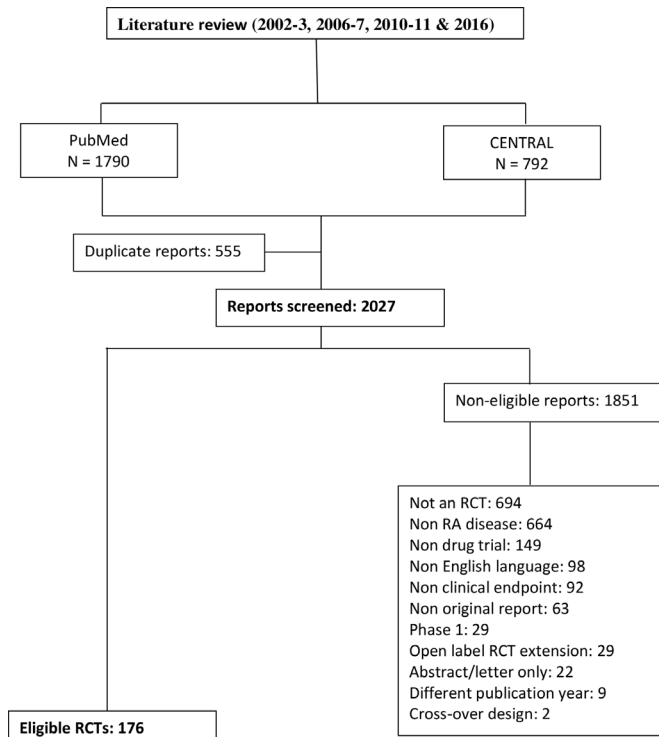 Literature review (2002-3, 2006-7, 2010-11 & 2016)
PubMed
N = 1790
CENTRAL
N = 792
Duplicate reports: 555
Reports screened: 2027
Non-eligible reports: 1851
Not an RCT: 694
Non RA disease: 664
Non drug trial: 149
Non English language: 98
Non clinical endpoint: 92
Non original report: 63
Phase 1: 29
Open label RCT extension: 29
Abstract/letter only: 22
Different publication year: 9
Cross-over design: 2
Eligible RCTs: 176